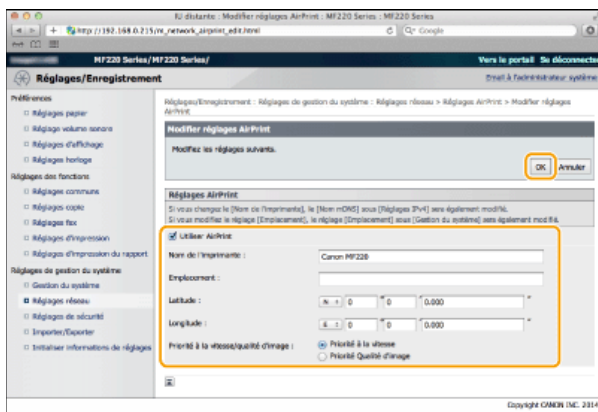 IU distante : Modifier réglages AirPrint : MF220 Series : MF220 Series
http://192.168.0.215/m_network_airprint_edit.html
Google
MF220 Series/MF220 Series/
Vers le portail Se déconnecter
Réglages/Enregistrement
Email à l'administrateur système
Préférences
Réglages papier
Réglage volume sonore
Réglages d'affichage
Réglages horloge
Réglages des fonctions
Réglages communs
Réglages copie
Réglages fax
Réglages d'impression
Réglages d'impression du rapport
Réglages de gestion du système
Gestion du système
Réglages réseau
Réglages de sécurité
Importer/Exporter
Initialiser informations de réglages
Réglages/Enregistrement : Réglages de gestion du système : Réglages réseau > Réglages AirPrint > Modifier réglages
AirPrint
Modifier réglages AirPrint
Modifiez les réglages suivants.
OK Annuler
Réglages AirPrint
Si vous changez le [Nom de l'imprimante], le [Nom mDNS] sous [Réglages IPv4] sera également modifié.
Si vous modifiez le réglage [Emplacement], le réglage [Emplacement] sous [Gestion du système] sera également modifié.
Utiliser AirPrint
Nom de l'imprimante : Canon MF220
Emplacement :
Latitude : N 0 ° 0 ' 0.000 "
Longitude : E 0 ° 0 ' 0.000 "
Priorité à la vitesse/qualité d'image : Priorité à la vitesse
Priorité Qualité d'image
Copyright CANON INC. 2014